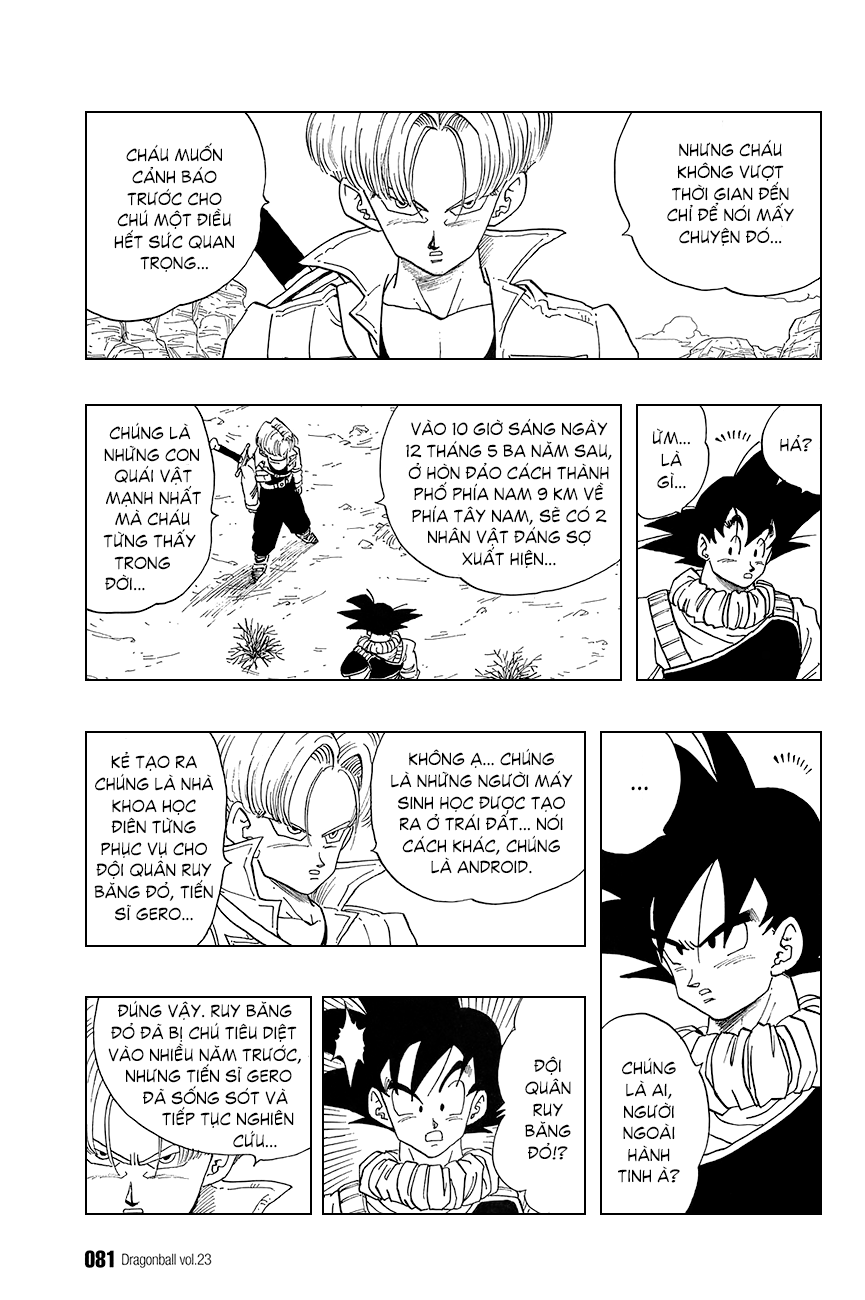 NHƯNG CHÁU
KHÔNG VƯỢT
THỜI GIAN ĐẾN
CHỈ ĐỂ NÓI MẤY
CHUYỆN ĐÓ...
CHÁU MUỐN
CẢNH BÁO
TRƯỚC CHO
CHÚ MỘT ĐIỀU
HẾT SỨC QUAN
TRỌNG...
HẢ?
ỪM...
LÀ
GÌ...
VÀO 10 GIỜ SÁNG NGÀY
12 THÁNG 5 BA NĂM SAU,
Ở HÒN ĐẢO CÁCH THÀNH
PHỐ PHÍA NAM 9 KM VỀ
PHÍA TÂY NAM, SẼ CÓ 2
NHÂN VẬT ĐÁNG SỢ
XUẤT HIỆN...
CHÚNG LÀ
NHỮNG CON
QUÁI VẬT
MẠNH NHẤT
MÀ CHÁU
TỪNG THẤY
TRONG
ĐỜI...
...
CHÚNG
LÀ AI,
NGƯỜI
NGOÀI
HÀNH
TINH À?
KHÔNG Ạ... CHÚNG
LÀ NHỮNG NGƯỜI MÁY
SINH HỌC ĐƯỢC TẠO
RA Ở TRÁI ĐẤT... NÓI
CÁCH KHÁC, CHÚNG
LÀ ANDROID.
KẺ TẠO RA
CHÚNG LÀ NHÀ
KHOA HỌC
ĐIÊN TỪNG
PHỤC VỤ CHO
ĐỘI QUÂN RUY
BĂNG ĐỎ, TIẾN
SĨ GERO...
ĐỘI
QUÂN
RUY
BĂNG
ĐỎ!?
ĐÚNG VẬY. RUY BĂNG
ĐỎ ĐÃ BỊ CHÚ TIÊU DIỆT
VÀO NHIỀU NĂM TRƯỚC,
NHƯNG TIẾN SĨ GERO
ĐÃ SỐNG SÓT VÀ
TIẾP TỤC NGHIÊN
CỨU...
081 Dragonball vol.23